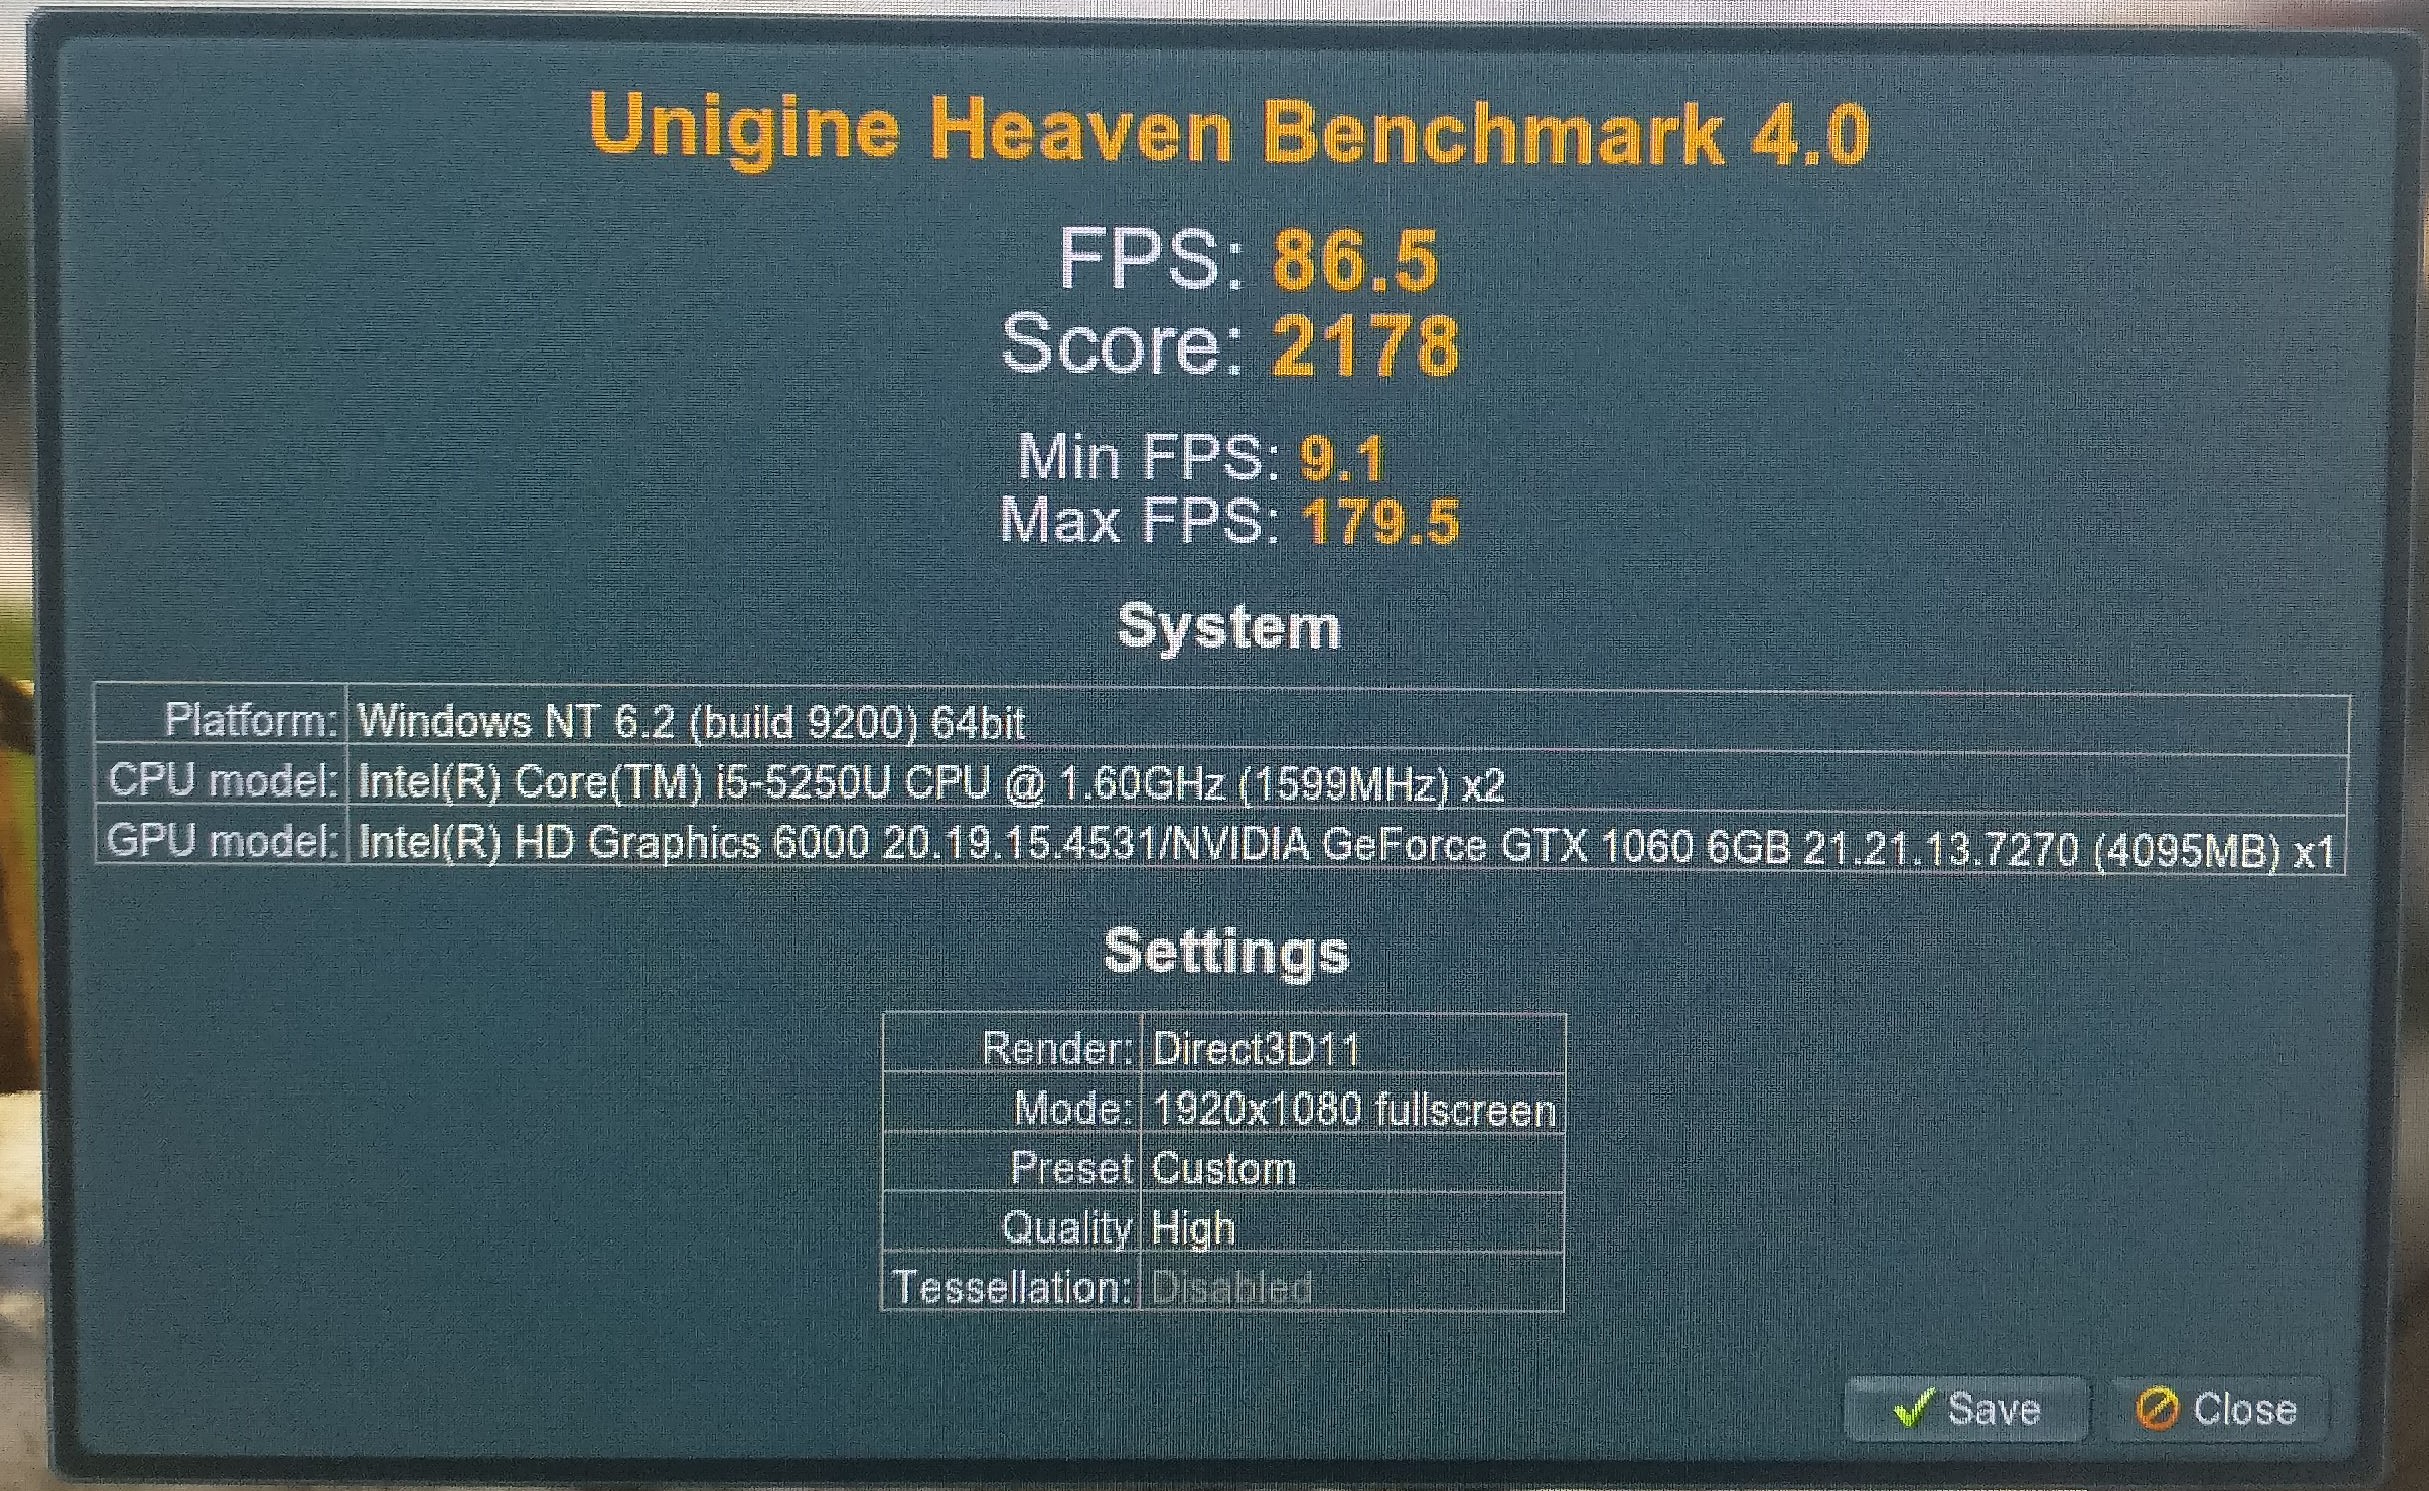 Unigine Heaven Benchmark 4.0
FPS: 86.5
Score: 2178
Min FPS: 9.1
Max FPS: 179.5
System
Platform: Windows NT 6.2 (build 9200) 64bit
CPU model: Intel(R) Core(TM) i5-5250U CPU @ 1.60GHz (1599MHz) x2
GPU model: Intel(R) HD Graphics 6000 20.19.15.4531/NVIDIA GeForce GTX 1060 6GB 21.21.13.7270 (4095MB) x1
Settings
Render: Direct3D11
Mode: 1920x1080 fullscreen
Preset Custom
Quality High
Tessellation: Disabled
Save Close